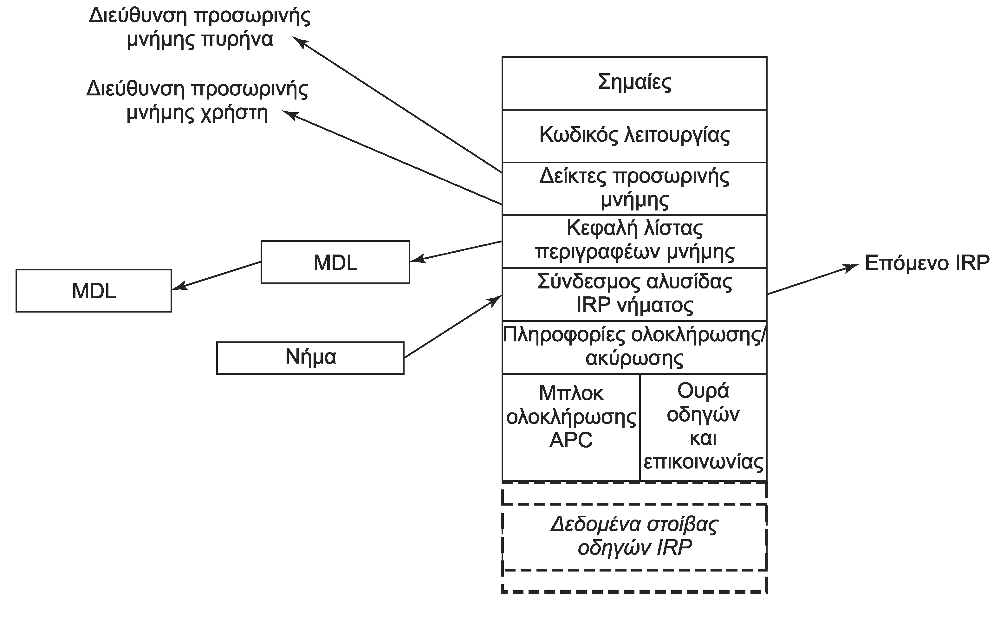 Διεύθυνση προσωρινής
μνήμης πυρήνα
Διεύθυνση προσωρινής
μνήμης χρήστη
Σημαίες
Κωδικός λειτουργίας
Δείκτες προσωρινής
μνήμης
Κεφαλή λίστας
περιγραφέων μνήμης
MDL
MDL
Σύνδεσμος αλυσίδας
IRP νήματος
Επόμενο IRP
Νήμα
Πληροφορίες ολοκλήρωσης/
ακύρωσης
Μπλοκ
ολοκλήρωσης
APC
Ουρά
οδηγών
και
επικοινωνίας
Δεδομένα στοίβας
οδηγών IRP